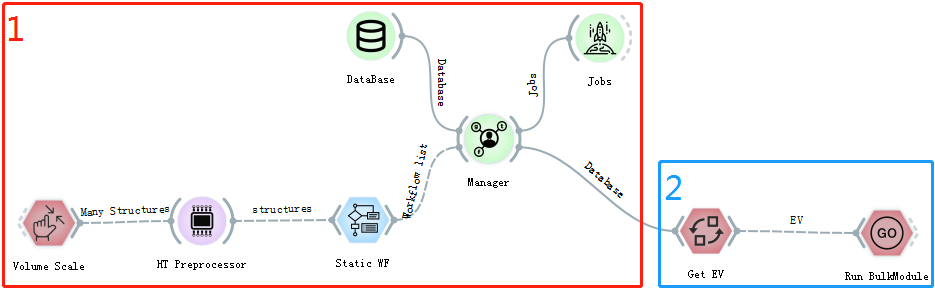 1
DataBase
Jobs
Database
Jobs
Manager
Workflow list
Database
2
Many Structures
structures
EV
GO
Volume Scale
HT Preprocessor
Static WF
Get EV
Run BulkModule